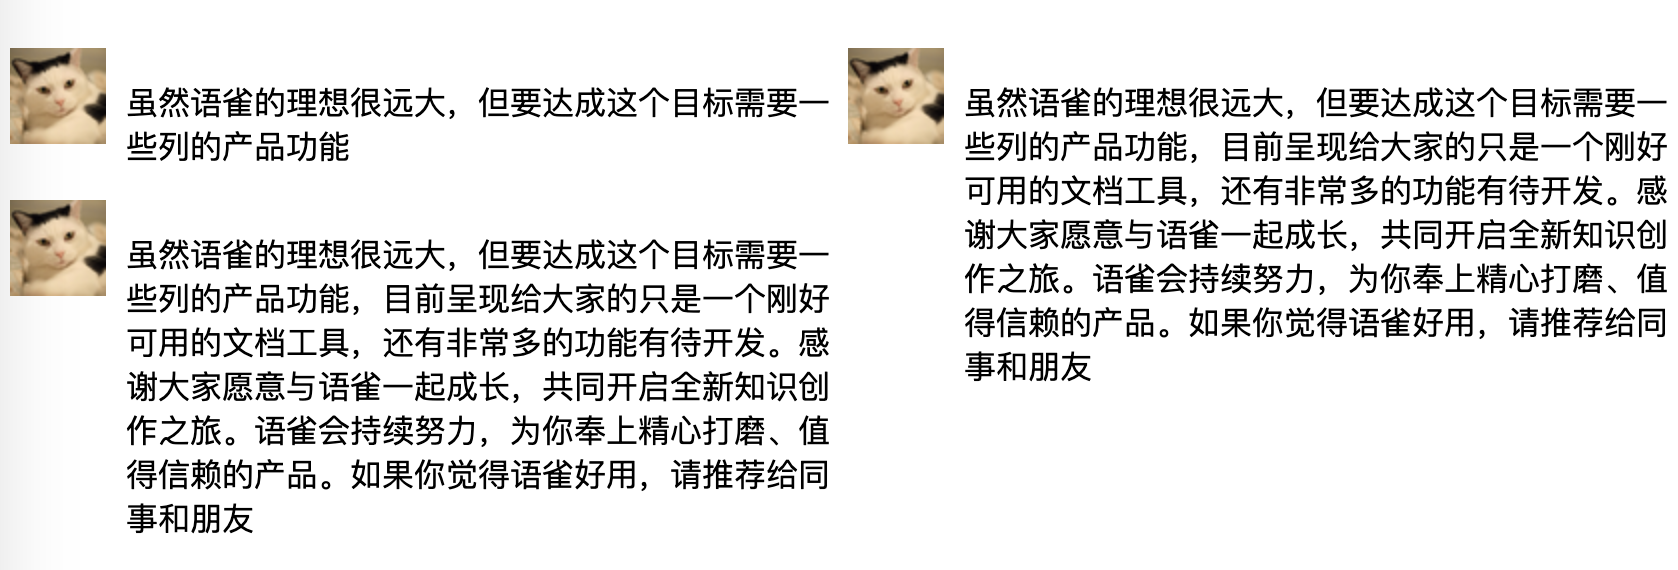 虽然语雀的理想很远大，但要达成这个目标需要一
些列的产品功能
虽然语雀的理想很远大，但要达成这个目标需要一
些列的产品功能，目前呈现给大家的只是一个刚好
可用的文档工具，还有非常多的功能有待开发。感
谢大家愿意与语雀一起成长，共同开启全新知识创
作之旅。语雀会持续努力，为你奉上精心打磨、值
得信赖的产品。如果你觉得语雀好用，请推荐给同
事和朋友
虽然语雀的理想很远大，但要达成这个目标需要一
些列的产品功能，目前呈现给大家的只是一个刚好
可用的文档工具，还有非常多的功能有待开发。感
谢大家愿意与语雀一起成长，共同开启全新知识创
作之旅。语雀会持续努力，为你奉上精心打磨、值
得信赖的产品。如果你觉得语雀好用，请推荐给同
事和朋友